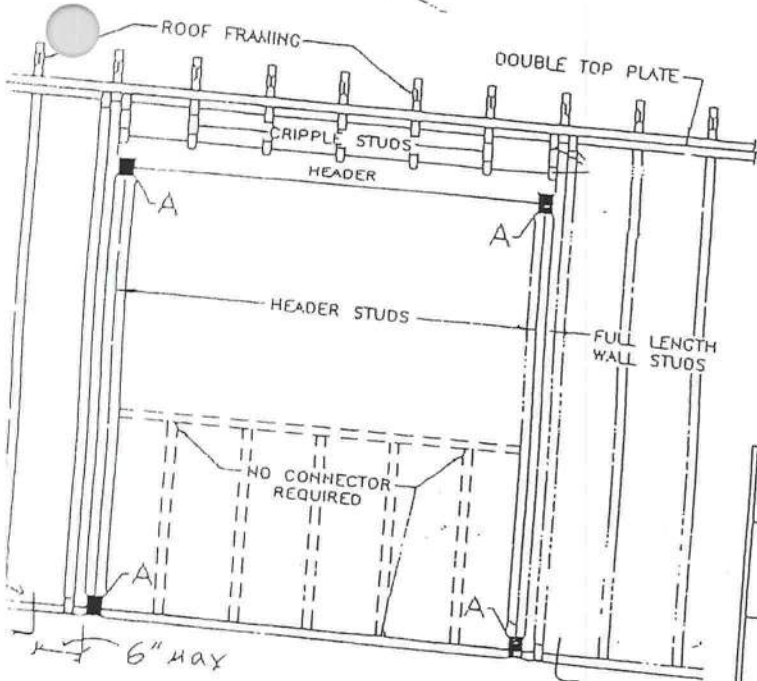 ROOF FRAMING
DOUBLE TOP PLATE
CRIPPLE STUDS
HEADER
A
A
HEADER STUDS
FULL LENGTH
WALL STUDS
NO CONNECTOR
REQUIRED
A
A
6" MAX